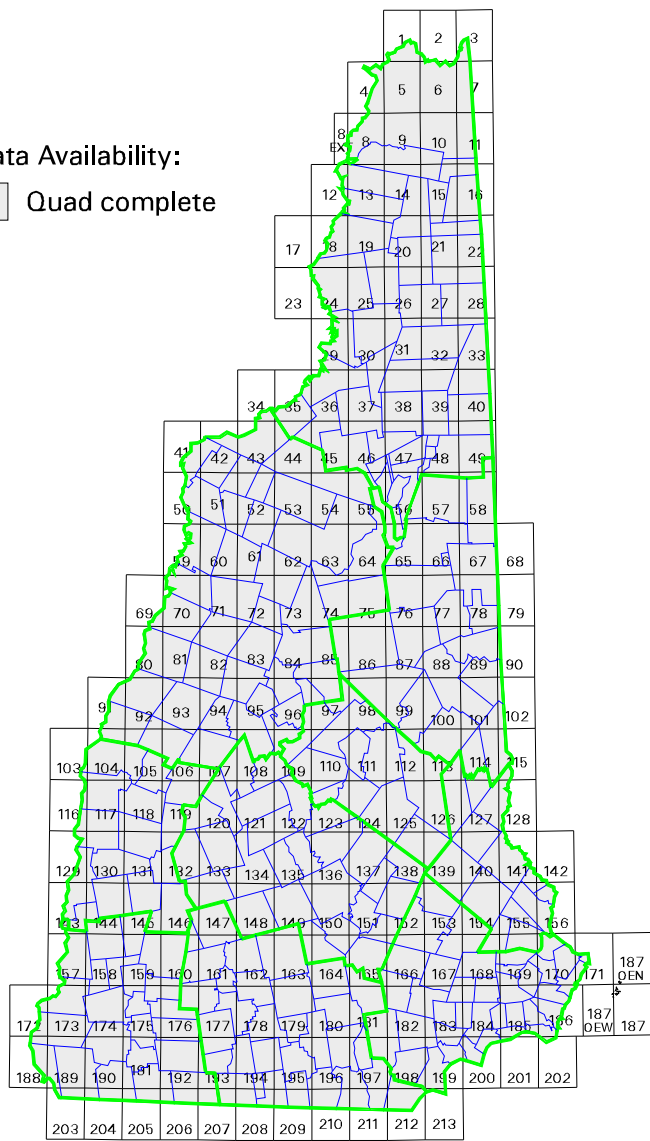 1 2 3
4 5 6 7
8
EXT 8 9 10 11
ata Availability:
Quad complete
12 13 14 15 16
17 18 19 20 21 22
23 24 25 26 27 28
29 30 31 32 33
34 35 36 37 38 39 40
41 42 43 44 45 46 47 48 49
50 51 52 53 54 55 56 57 58
59 60 61 62 63 64 65 66 67 68
69 70 71 72 73 74 75 76 77 78 79
80 81 82 83 84 85 86 87 88 89 90
9 92 93 94 95 96 97 98 99 100 101 102
103 104 105 106 107 108 109 110 111 112 113 114 115
116 117 118 119 120 121 122 123 124 125 126 127 128
129 130 131 132 133 134 135 136 137 138 139 140 141 142
143 144 145 146 147 148 149 150 151 152 153 154 155 156
157 158 159 160 161 162 163 164 165 166 167 168 169 170 171 187
OEN
172 173 174 175 176 177 178 179 180 181 182 183 184 185 186 187
OEW 187
188 189 190 191 192 193 194 195 196 197 198 199 200 201 202
203 204 205 206 207 208 209 210 211 212 213